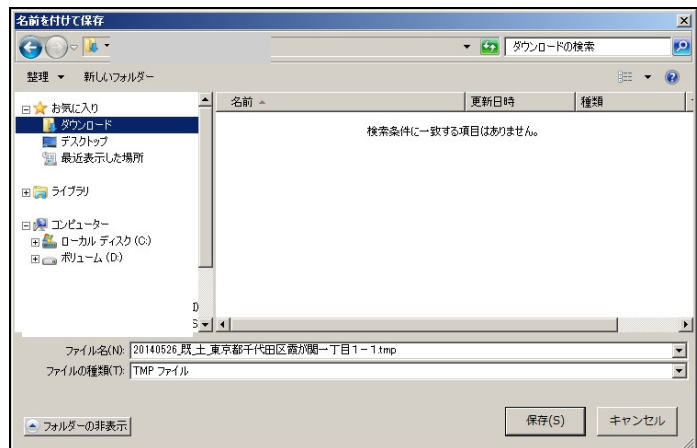 名前を付けて保存
ダウンロードの検索
整理 新しいフォルダー
名前 更新日時 種類
検索条件に一致する項目はありません。
お気に入り
ダウンロード
デスクトップ
最近表示した場所
ライブラリ
コンピューター
ローカル ディスク (C:)
ボリューム (D:)
ファイル名(N): 20140526_既_土_東京都千代田区霞が関一丁目1-1.tmp
ファイルの種類(T): TMP ファイル
フォルダーの非表示 保存(S) キャンセル